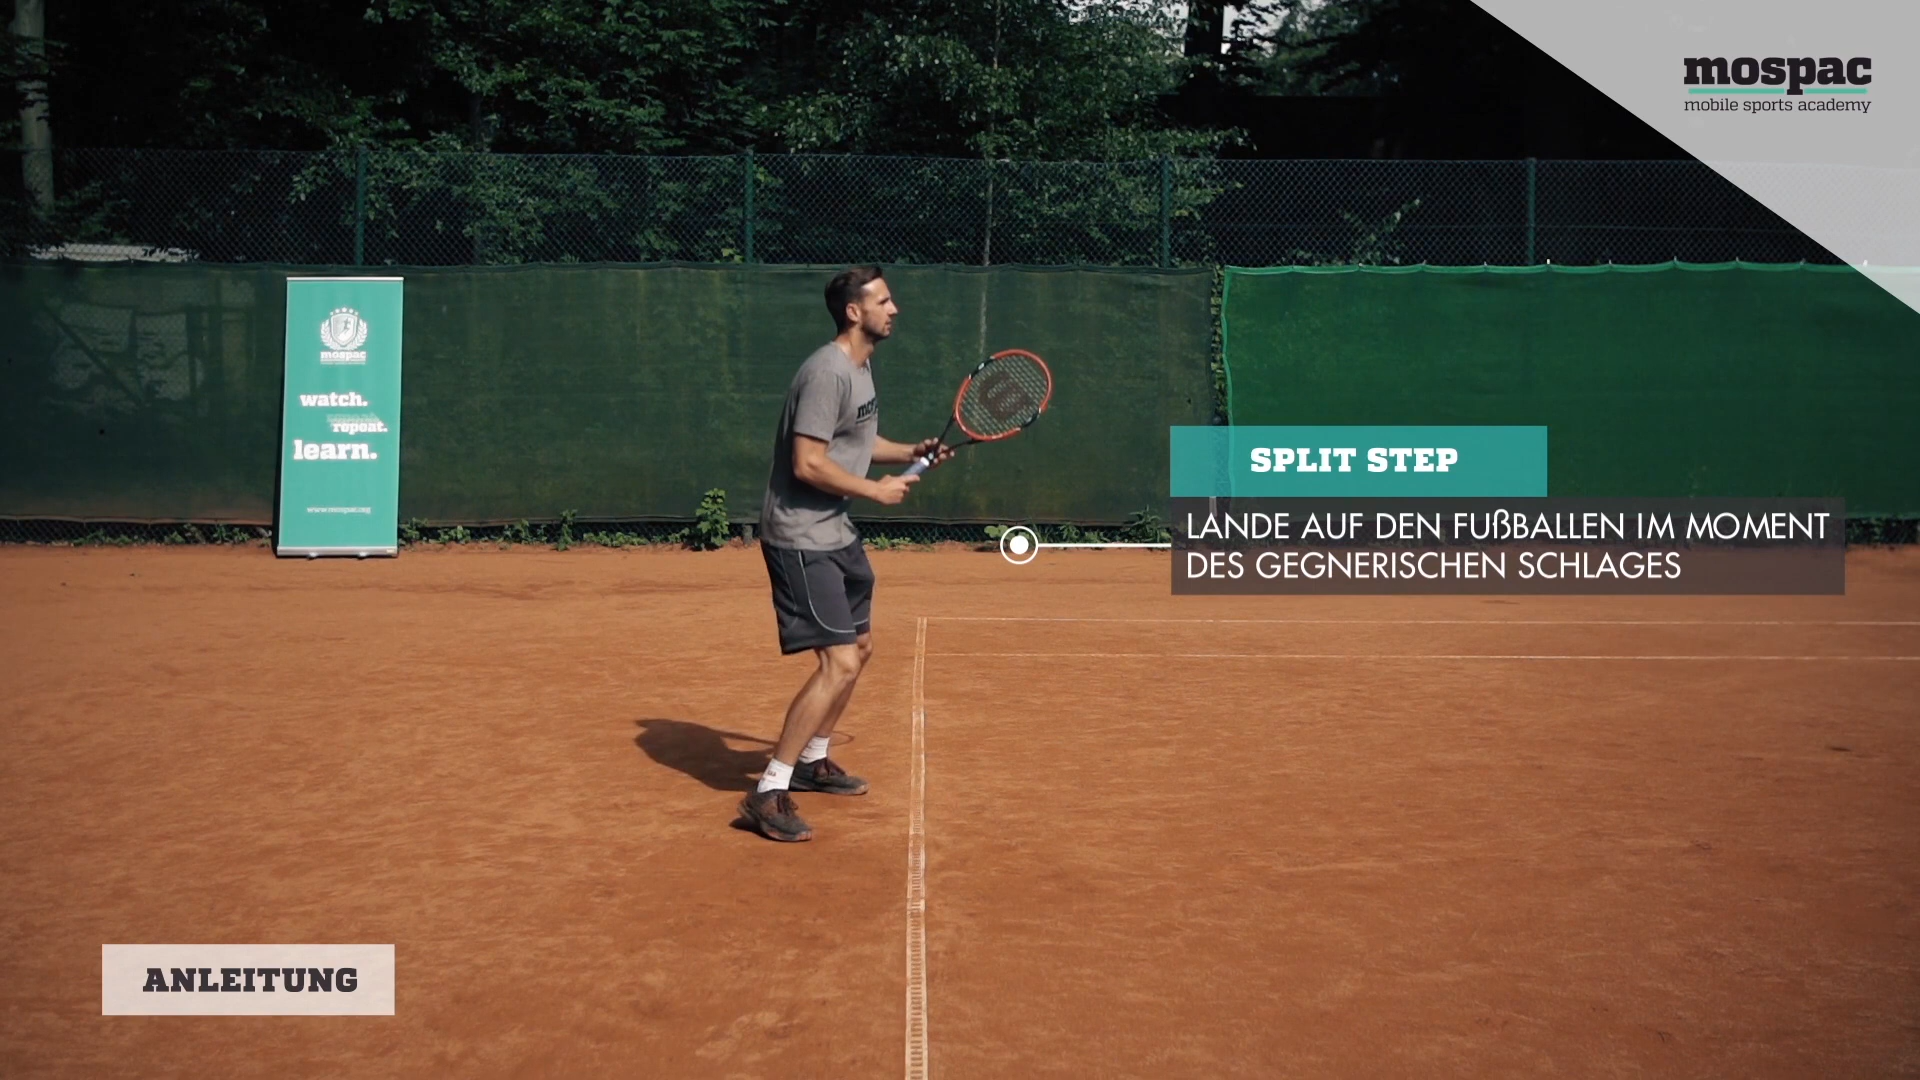 mospac
mobile sports academy
mospac
watch.
repeat.
learn.
SPLIT STEP
LANDE AUF DEN FUßBALLEN IM MOMENT
DES GEGNERISCHEN SCHLAGES
ANLEITUNG